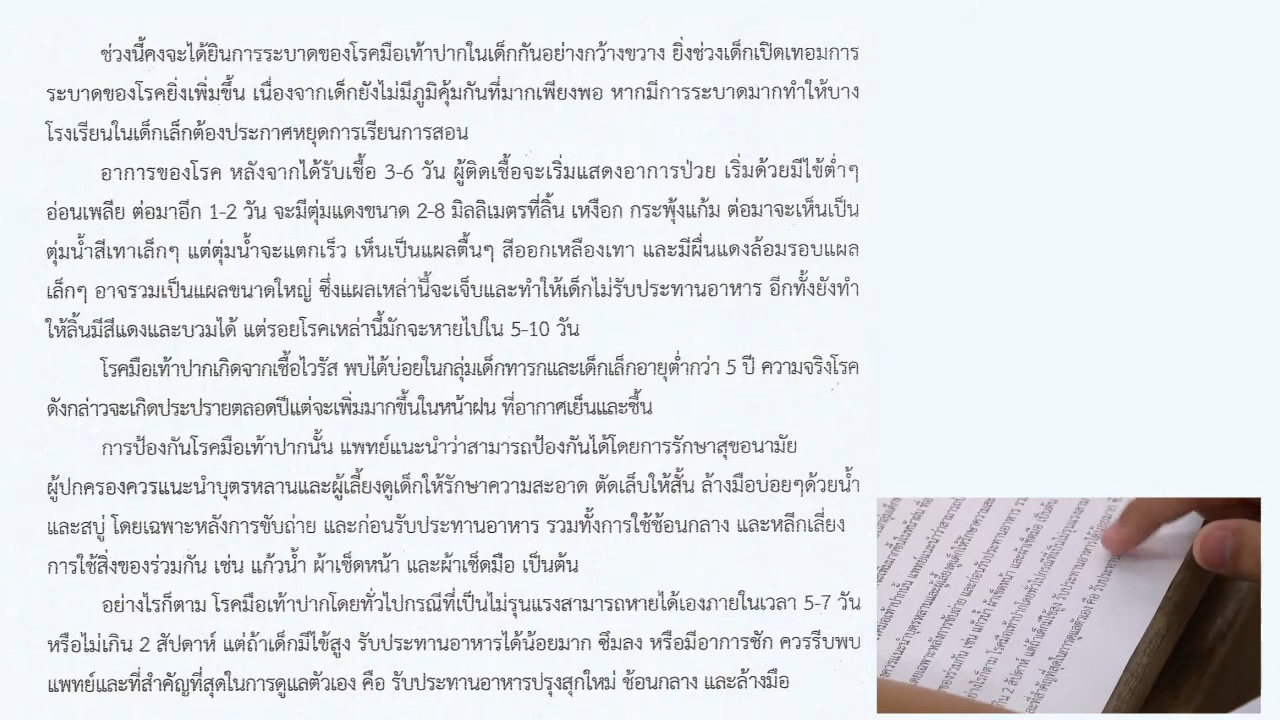 ช่วงนี้คงจะได้ยินการระบาดของโรคมือเท้าปากในเด็กกันอย่างกว้างขวาง ยิ่งช่วงเด็กเปิดเทอมการ
ระบาดของโรคยิ่งเพิ่มขึ้น เนื่องจากเด็กยังไม่มีภูมิคุ้มกันที่มากเพียงพอ หากมีการระบาดมากทำให้บาง
โรงเรียนในเด็กเล็กต้องประกาศหยุดการเรียนการสอน
อาการของโรค หลังจากได้รับเชื้อ 3-6 วัน ผู้ติดเชื้อจะเริ่มแสดงอาการป่วย เริ่มด้วยมีไข้ต่ำๆ
อ่อนเพลีย ต่อมาอีก 1-2 วัน จะมีตุ่มแดงขนาด 2-8 มิลลิเมตรที่ลิ้น เหงือก กระพุ้งแก้ม ต่อมาจะเห็นเป็น
ตุ่มน้ำสีเทาเล็กๆ แต่ตุ่มน้ำจะแตกเร็ว เห็นเป็นแผลตื้นๆ สีออกเหลืองเทา และมีผื่นแดงล้อมรอบแผล
เล็กๆ อาจรวมเป็นแผลขนาดใหญ่ ซึ่งแผลเหล่านี้จะเจ็บและทำให้เด็กไม่รับประทานอาหาร อีกทั้งยังทำ
ให้ลิ้นมีสีแดงและบวมได้ แต่รอยโรคเหล่านี้มักจะหายไปใน 5-10 วัน
โรคมือเท้าปากเกิดจากเชื้อไวรัส พบได้บ่อยในกลุ่มเด็กทารกและเด็กเล็กอายุต่ำกว่า 5 ปี ความจริงโรค
ดังกล่าวจะเกิดประปรายตลอดปีแต่จะเพิ่มมากขึ้นในหน้าฝน ที่อากาศเย็นและชื้น
การป้องกันโรคมือเท้าปากนั้น แพทย์แนะนำว่าสามารถป้องกันได้โดยการรักษาสุขอนามัย
ผู้ปกครองควรแนะนำบุตรหลานและผู้เลี้ยงดูเด็กให้รักษาความสะอาด ตัดเล็บให้สั้น ล้างมือบ่อยๆด้วยน้ำ
และสบู่ โดยเฉพาะหลังการขับถ่าย และก่อนรับประทานอาหาร รวมทั้งการใช้ช้อนกลาง และหลีกเลี่ยง
การใช้สิ่งของร่วมกัน เช่น แก้วน้ำ ผ้าเช็ดหน้า และผ้าเช็ดมือ เป็นต้น
อย่างไรก็ตาม โรคมือเท้าปากโดยทั่วไปกรณีที่เป็นไม่รุนแรงสามารถหายได้เองภายในเวลา 5-7 วัน
หรือไม่เกิน 2 สัปดาห์ แต่ถ้าเด็กมีไข้สูง รับประทานอาหารได้น้อยมาก ซึมลง หรือมีอาการชัก ควรรีบพบ
แพทย์และที่สำคัญที่สุดในการดูแลตัวเอง คือ รับประทานอาหารปรุงสุกใหม่ ช้อนกลาง และล้างมือ